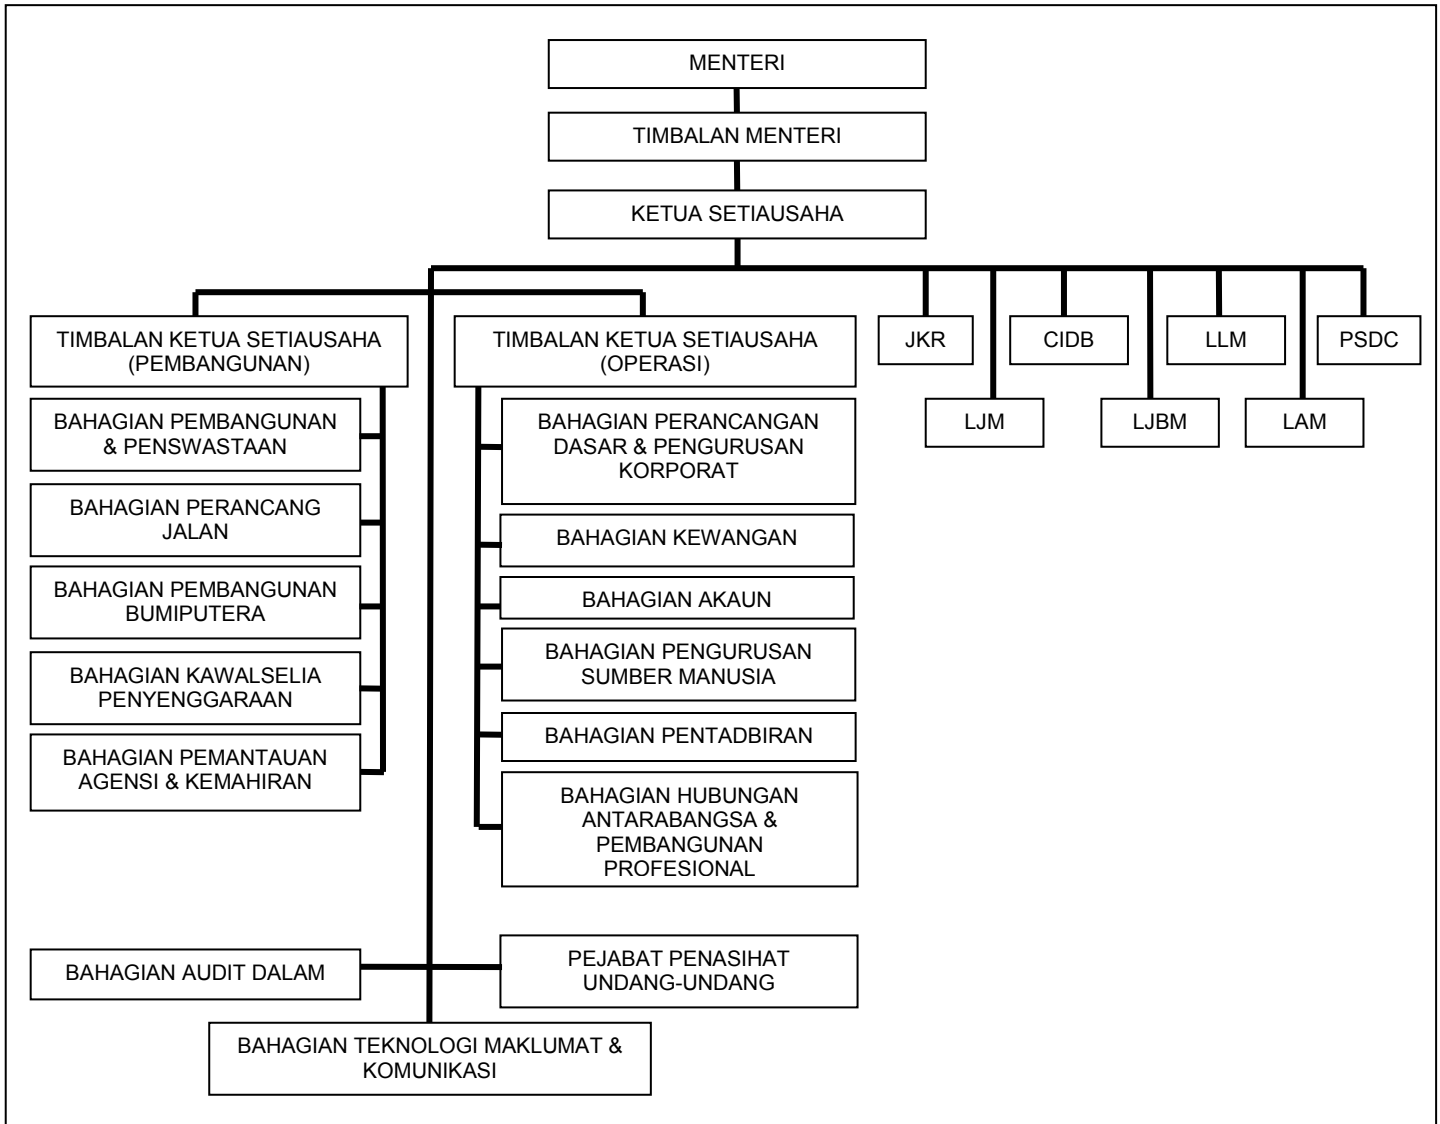 MENTERI
TIMBALAN MENTERI
KETUA SETIAUSAHA
TIMBALAN KETUA SETIAUSAHA
(PEMBANGUNAN)
BAHAGIAN PEMBANGUNAN
& PENSWASTAAN
BAHAGIAN PERANCANG
JALAN
BAHAGIAN PEMBANGUNAN
BUMIPUTERA
BAHAGIAN KAWALSELIA
PENYENGGARAAN
BAHAGIAN PEMANTAUAN
AGENSI & KEMAHIRAN
TIMBALAN KETUA SETIAUSAHA
(OPERASI)
BAHAGIAN PERANCANGAN
DASAR & PENGURUSAN
KORPORAT
BAHAGIAN KEWANGAN
BAHAGIAN AKAUN
BAHAGIAN PENGURUSAN
SUMBER MANUSIA
BAHAGIAN PENTADBIRAN
BAHAGIAN HUBUNGAN
ANTARABANGSA &
PEMBANGUNAN
PROFESIONAL
JKR
CIDB
LLM
PSDC
LJM
LJBM
LAM
BAHAGIAN AUDIT DALAM
PEJABAT PENASIHAT
UNDANG-UNDANG
BAHAGIAN TEKNOLOGI MAKLUMAT &
KOMUNIKASI